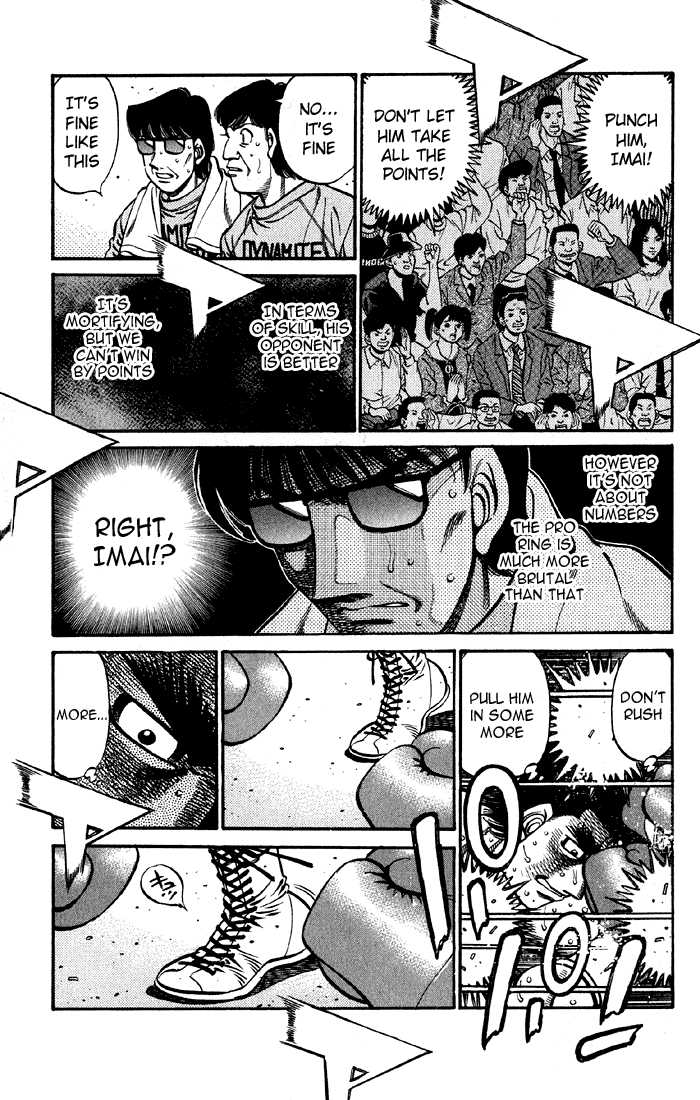 PUNCH
HIM,
IMAI!
DON'T LET
HIM TAKE
ALL THE
POINTS!
NO...
IT'S
FINE
IT'S
FINE
LIKE
THIS
DYNAMITE
IN TERMS
OF SKILL, HIS
OPPONENT
IS BETTER
IT'S
MORTIFYING,
BUT WE
CAN'T WIN
BY POINTS
HOWEVER
IT'S NOT
ABOUT
NUMBERS
THE PRO
RING IS
MUCH MORE
BRUTAL
THAN THAT
RIGHT,
IMAI!?
DON'T
RUSH
PULL HIM
IN SOME
MORE
MORE...